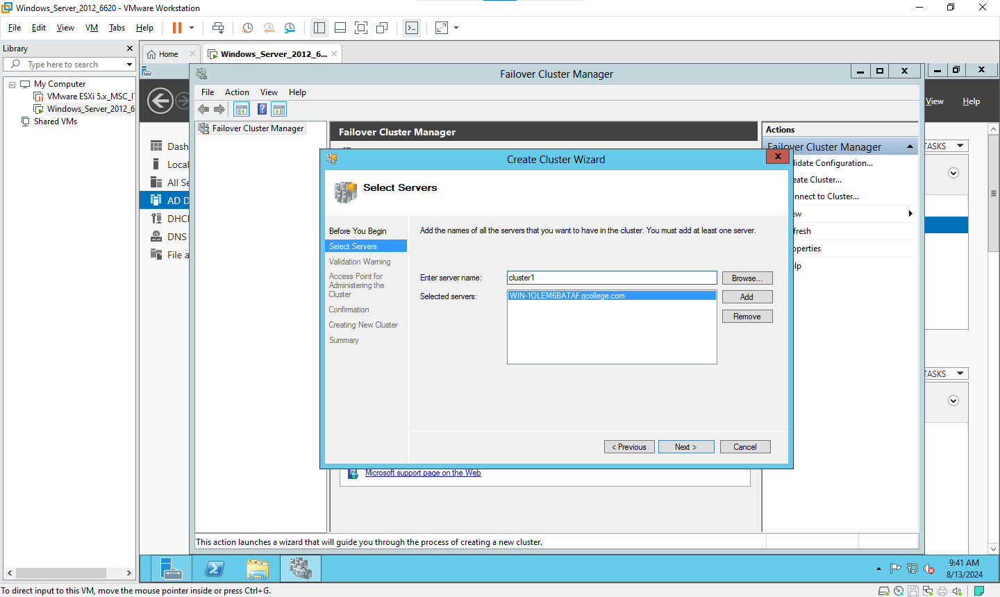 Windows_Server_2012_6620 - VMware Workstation
File Edit View VM Tabs Help
Library
Type here to search
My Computer
VMware ESXi 5.x_MSC_I
Windows_Server_2012_6
Shared VMs
Home
Windows_Server_2012_6...
Failover Cluster Manager
File Action View Help
View Help
Failover Cluster Manager
Failover Cluster Manager
Actions
Failover Cluster Manager
lidate Configuration...
eate Cluster...
nnect to Cluster...
ew
fresh
operties
lp
Dash
Local
All Se
AD D
DHCI
DNS
File a
TASKS
TASKS
Create Cluster Wizard
Select Servers
Before You Begin
Select Servers
Validation Warning
Access Point for
Administering the
Cluster
Confirmation
Creating New Cluster
Summary
Add the names of all the servers that you want to have in the cluster. You must add at least one server.
Enter server name:
cluster1
Browse...
Selected servers:
WIN-1OLEM6BATAF.rjcollege.com
Add
Remove
< Previous
Next >
Cancel
Microsoft support page on the Web
This action launches a wizard that will guide you through the process of creating a new cluster.
9:41 AM
8/13/2024
To direct input to this VM, move the mouse pointer inside or press Ctrl+G.